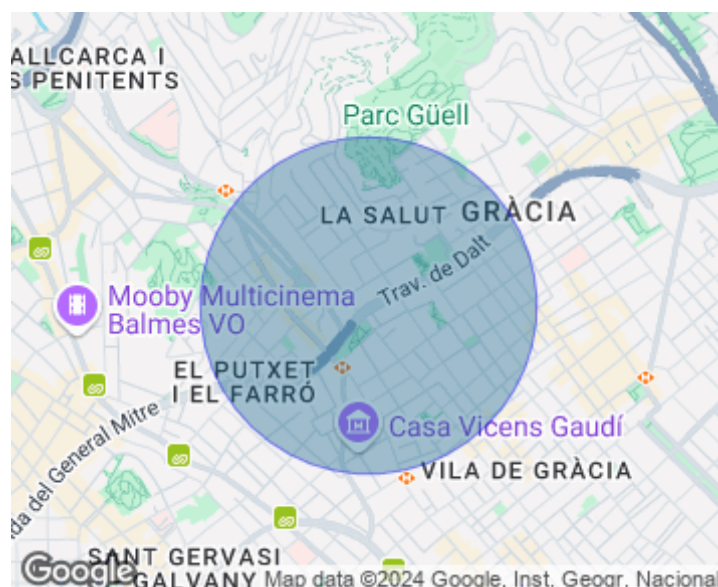 ALLCARCA I
S PENITENTS
Parc Güell
LA SALUT GRÀCIA
Trav. de Dalt
Mooby Multicinema
Balmes VO
EL PUTXET
I EL FARRÓ
da del General Mitre
Casa Vicens Gaudí
VILA DE GRÀCIA
SANT GERVASI
GALVANY
Google
Map data ©2024 Google, Inst. Geogr. Nacional